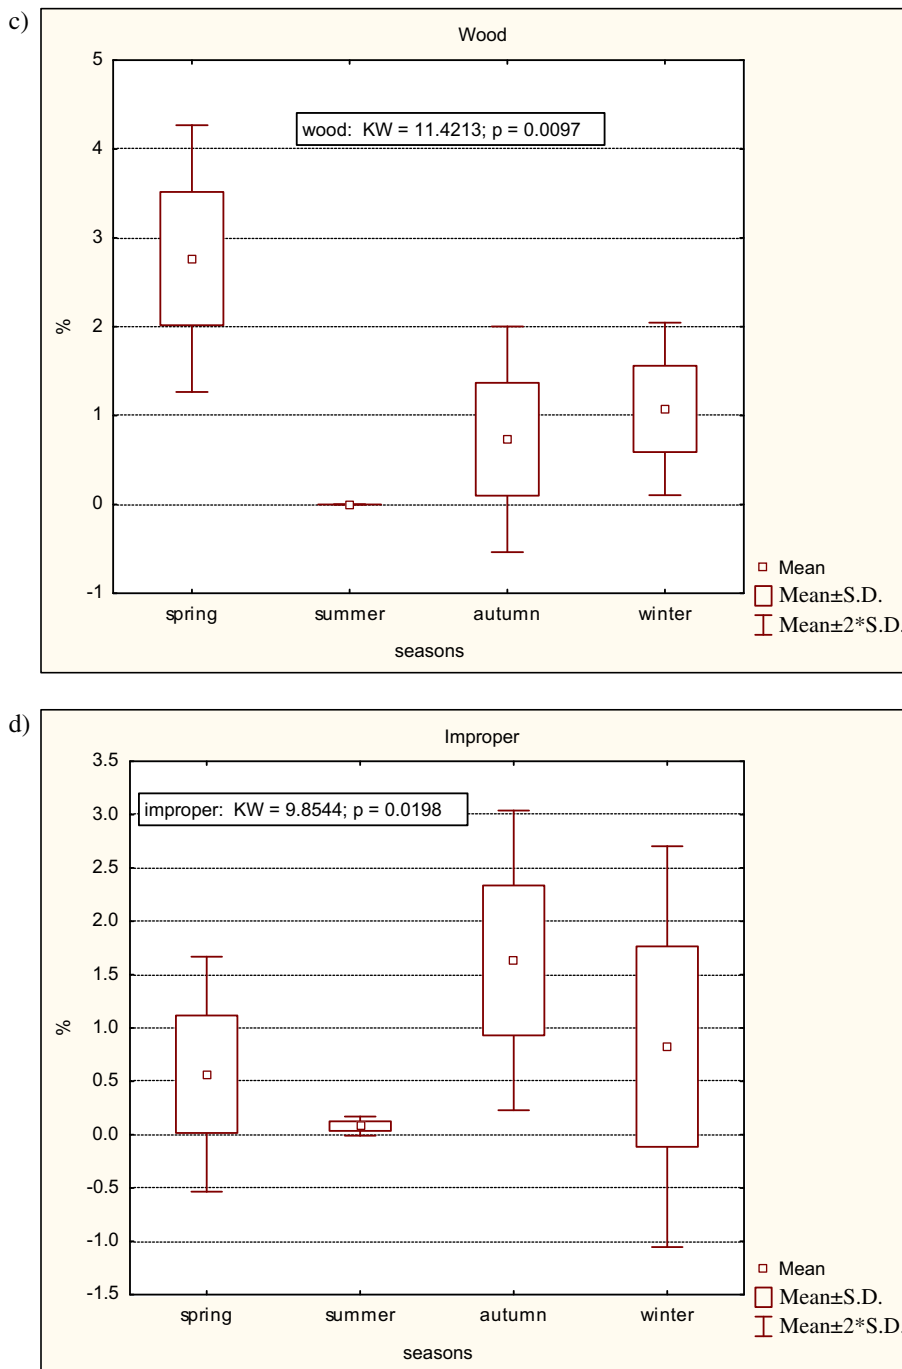 c)
Wood
5
wood: KW = 11.4213; p = 0.0097
4
3
%
2
1
0
-1
spring summer autumn winter
seasons
Mean
Mean±S.D.
Mean±2*S.D.
d)
Improper
3.5
improper: KW = 9.8544; p = 0.0198
3.0
2.5
2.0
1.5
%
1.0
0.5
0.0
-0.5
-1.0
-1.5
spring summer autumn winter
seasons
Mean
Mean±S.D.
Mean±2*S.D.